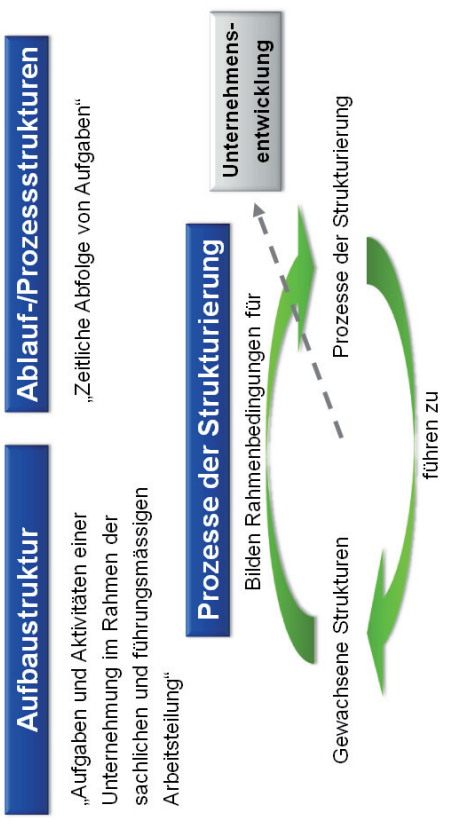 Aufbaustruktur
„Aufgaben und Aktivitäten einer
Unternehmung im Rahmen der
sachlichen und führungsmässigen
Arbeitsteilung“
Ablauf-/Prozessstrukturen
„Zeitliche Abfolge von Aufgaben“
Prozesse der Strukturierung
Unternehmens-
entwicklung
Bilden Rahmenbedingungen für
Gewachsene Strukturen
Prozesse der Strukturierung
führen zu